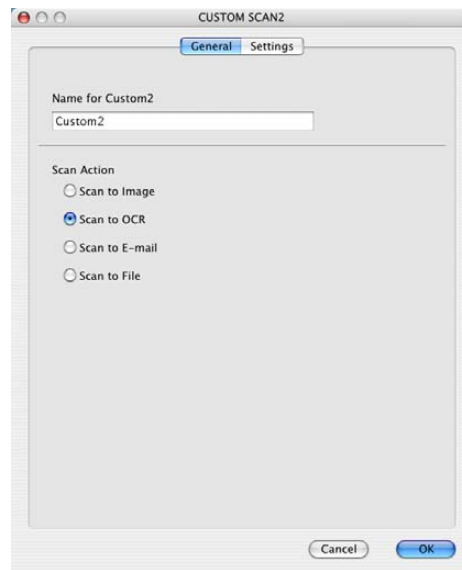 CUSTOM SCAN2
General Settings
Name for Custom2
Custom2
Scan Action
Scan to Image
Scan to OCR
Scan to E-mail
Scan to File
Cancel OK